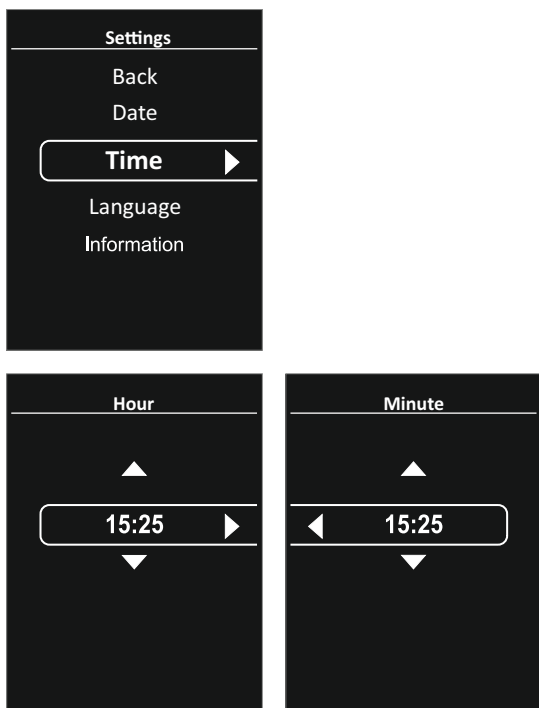 Settings
Back
Date
Time
Language
Information
Hour
15:25
Minute
15:25